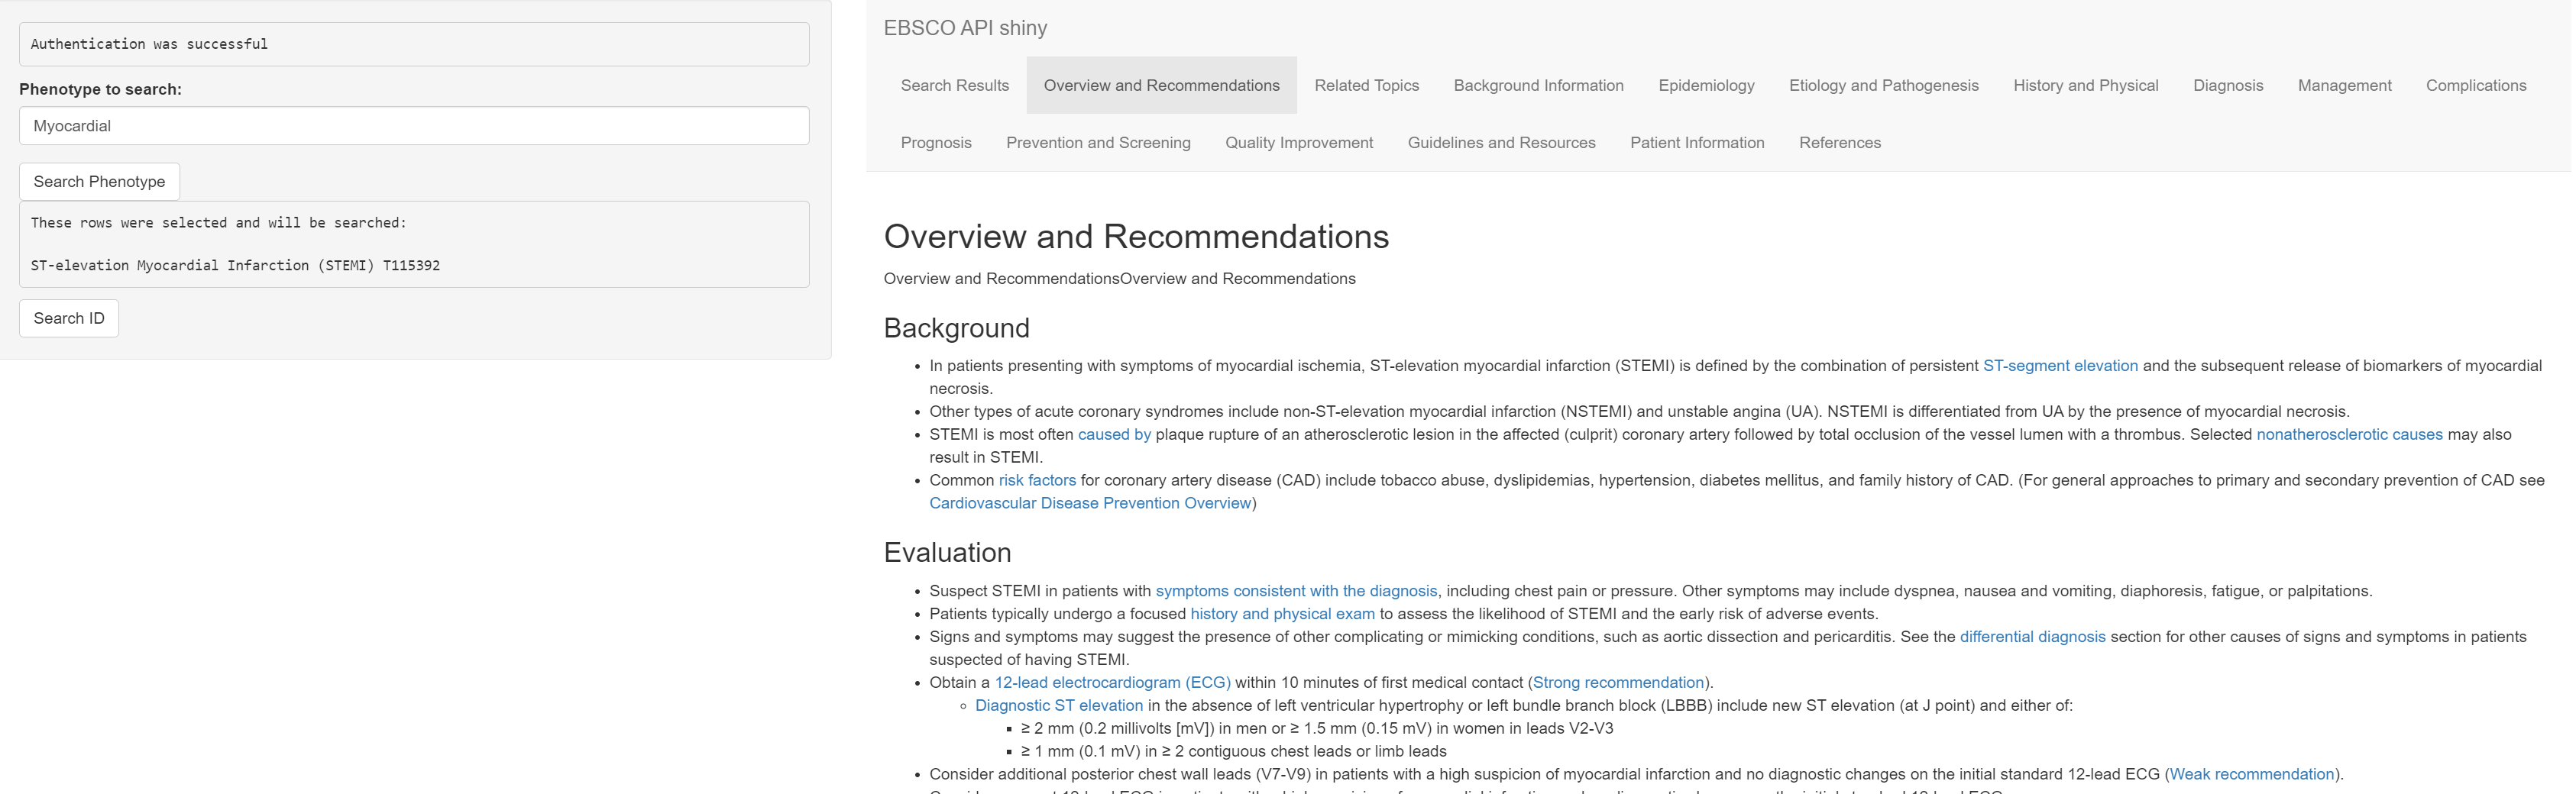 Authentication was successful
Phenotype to search:
Myocardial
Search Phenotype
These rows were selected and will be searched:
ST-elevation Myocardial Infarction (STEMI) T115392
Search ID
EBSCO API shiny
Search Results
Overview and Recommendations
Related Topics
Background Information
Epidemiology
Etiology and Pathogenesis
History and Physical
Diagnosis
Management
Complications
Prognosis
Prevention and Screening
Quality Improvement
Guidelines and Resources
Patient Information
References
Overview and Recommendations
Overview and RecommendationsOverview and Recommendations
Background
• In patients presenting with symptoms of myocardial ischemia, ST-elevation myocardial infarction (STEMI) is defined by the combination of persistent ST-segment elevation and the subsequent release of biomarkers of myocardial
necrosis.
• Other types of acute coronary syndromes include non-ST-elevation myocardial infarction (NSTEMI) and unstable angina (UA). NSTEMI is differentiated from UA by the presence of myocardial necrosis.
• STEMI is most often caused by plaque rupture of an atherosclerotic lesion in the affected (culprit) coronary artery followed by total occlusion of the vessel lumen with a thrombus. Selected nonatherosclerotic causes may also
result in STEMI.
• Common risk factors for coronary artery disease (CAD) include tobacco abuse, dyslipidemias, hypertension, diabetes mellitus, and family history of CAD. (For general approaches to primary and secondary prevention of CAD see
Cardiovascular Disease Prevention Overview)
Evaluation
• Suspect STEMI in patients with symptoms consistent with the diagnosis, including chest pain or pressure. Other symptoms may include dyspnea, nausea and vomiting, diaphoresis, fatigue, or palpitations.
• Patients typically undergo a focused history and physical exam to assess the likelihood of STEMI and the early risk of adverse events.
• Signs and symptoms may suggest the presence of other complicating or mimicking conditions, such as aortic dissection and pericarditis. See the differential diagnosis section for other causes of signs and symptoms in patients
suspected of having STEMI.
• Obtain a 12-lead electrocardiogram (ECG) within 10 minutes of first medical contact (Strong recommendation).
◦ Diagnostic ST elevation in the absence of left ventricular hypertrophy or left bundle branch block (LBBB) include new ST elevation (at J point) and either of:
▪ ≥ 2 mm (0.2 millivolts [mV]) in men or ≥ 1.5 mm (0.15 mV) in women in leads V2-V3
▪ ≥ 1 mm (0.1 mV) in ≥ 2 contiguous chest leads or limb leads
• Consider additional posterior chest wall leads (V7-V9) in patients with a high suspicion of myocardial infarction and no diagnostic changes on the initial standard 12-lead ECG (Weak recommendation).